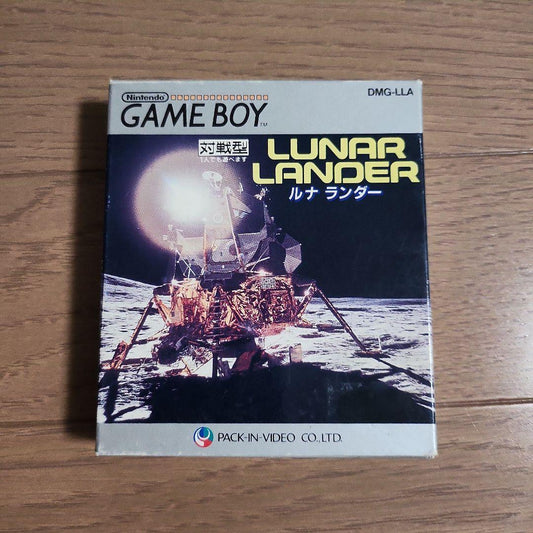 Nintendo
GAME BOY TM
DMG-LLA
対戦型
1人でも遊べます
LUNAR
LANDER
ルナ ランダー
PACK-IN-VIDEO CO.,LTD.